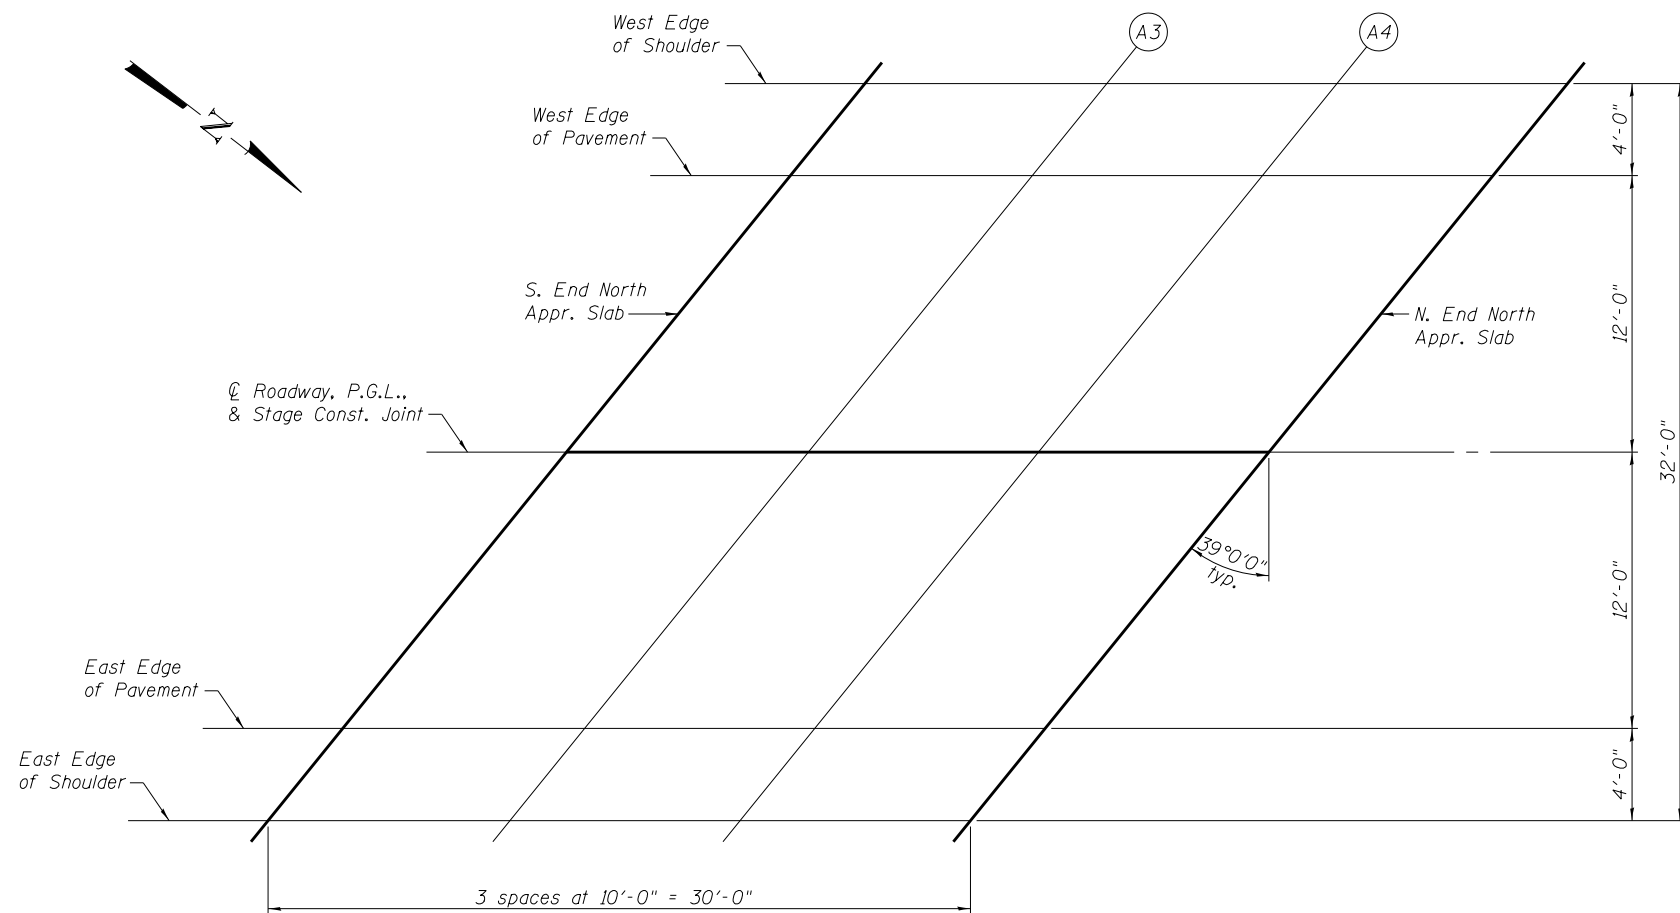 West Edge
of Shoulder
A3
A4
N
West Edge
of Pavement
4'-0"
S. End North
Appr. Slab
N. End North
Appr. Slab
12'-0"
℄ Roadway, P.G.L.,
& Stage Const. Joint
32'-0"
39°0'0"
typ.
12'-0"
East Edge
of Pavement
East Edge
of Shoulder
4'-0"
3 spaces at 10'-0" = 30'-0"